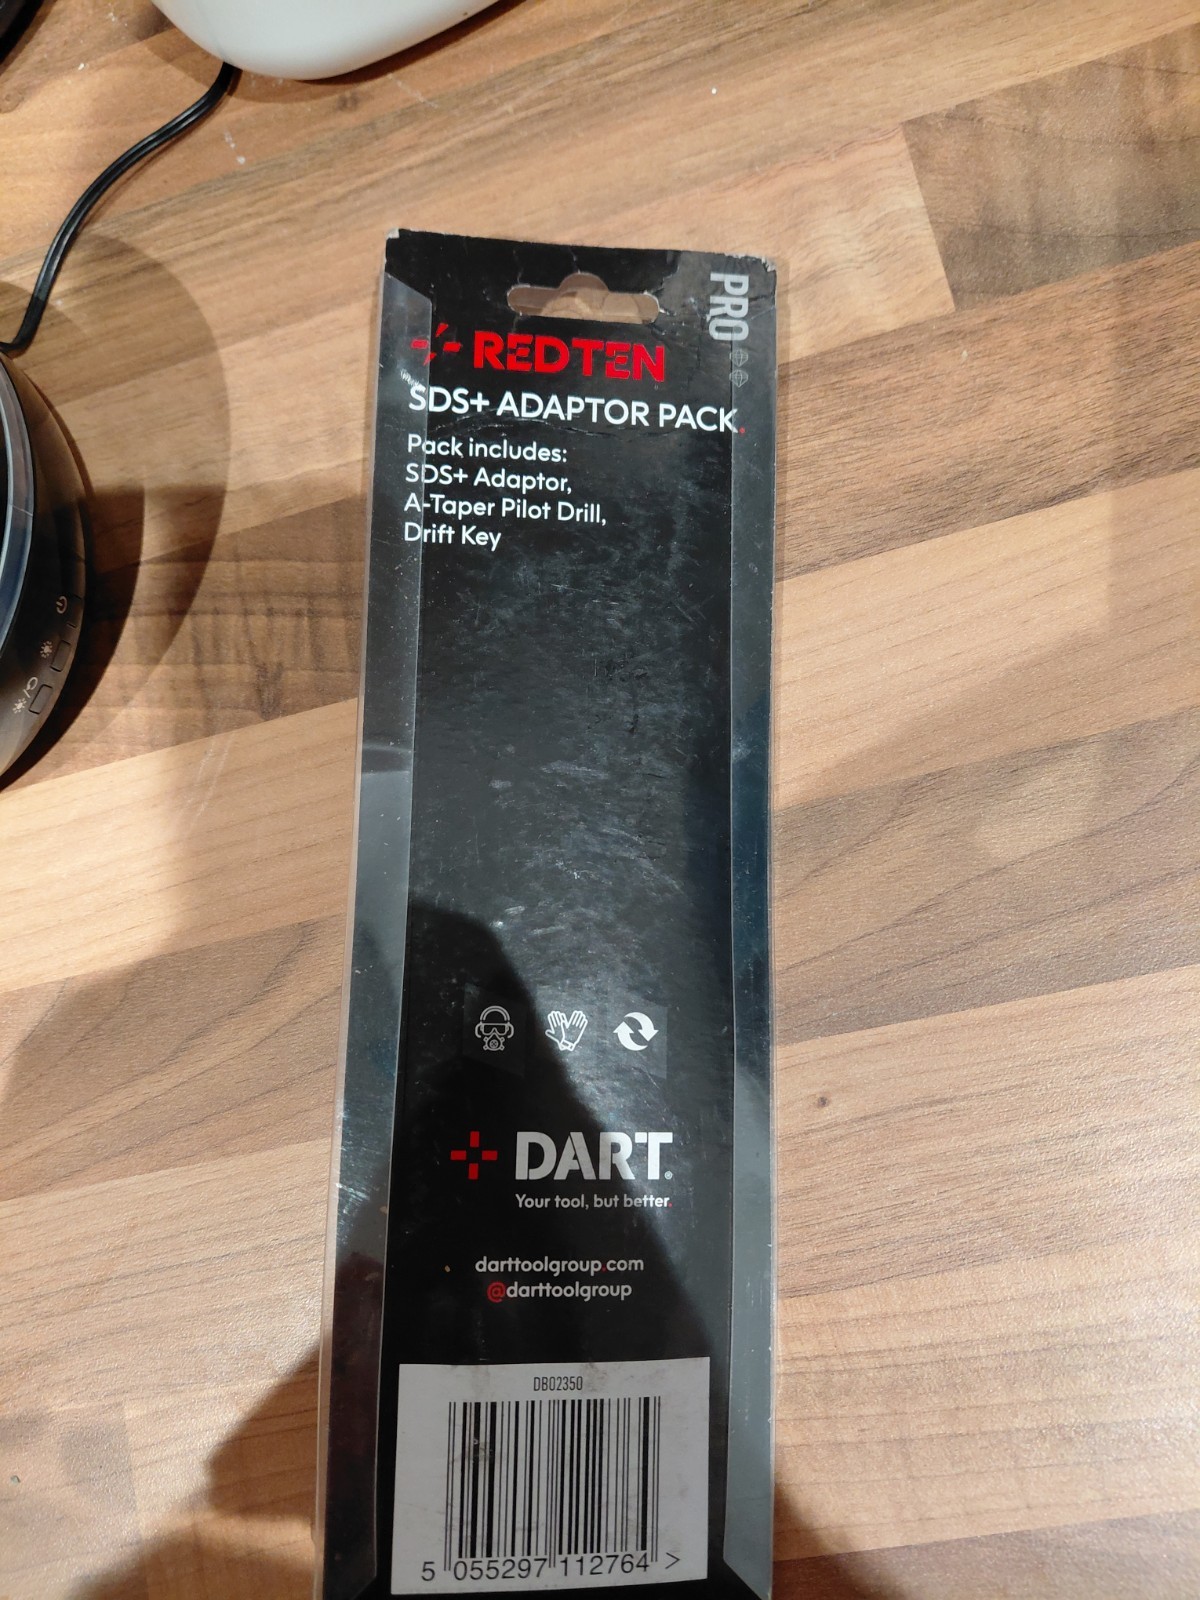 PRO
REDTEN
SDS+ ADAPTOR PACK.
Pack includes:
SDS+ Adaptor,
A-Taper Pilot Drill,
Drift Key
DART®
Your tool, but better.
darttoolgroup.com
@darttoolgroup
DB02350
5 055297 112764 >